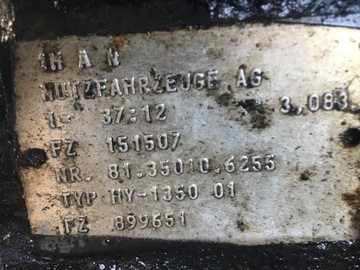 M A N
NUTZFAHRZEUGE AG
I= 37:12 3,083
FZ 151507
NR. 81.35010.6255
TYP HY-1350 01
FZ 899651